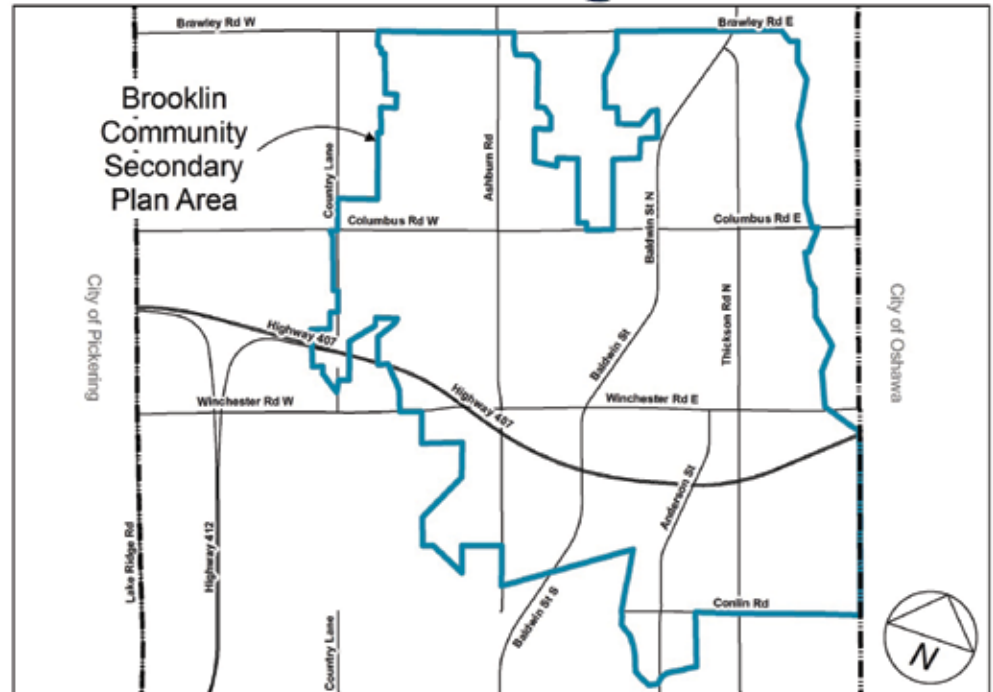 Brawley Rd W
Brawley Rd E
Brooklin
Community
Secondary
Plan Area
Country Lane
Ashburn Rd
Columbus Rd W
Baldwin St N
Columbus Rd E
City of Pickering
City of Oshawa
Highway 407
Baldwin St
Thickson Rd N
Winchester Rd W
Highway 407
Winchester Rd E
Anderson St
Lake Ridge Rd
Highway 412
Baldwin St S
Conlin Rd
Country Lane
N